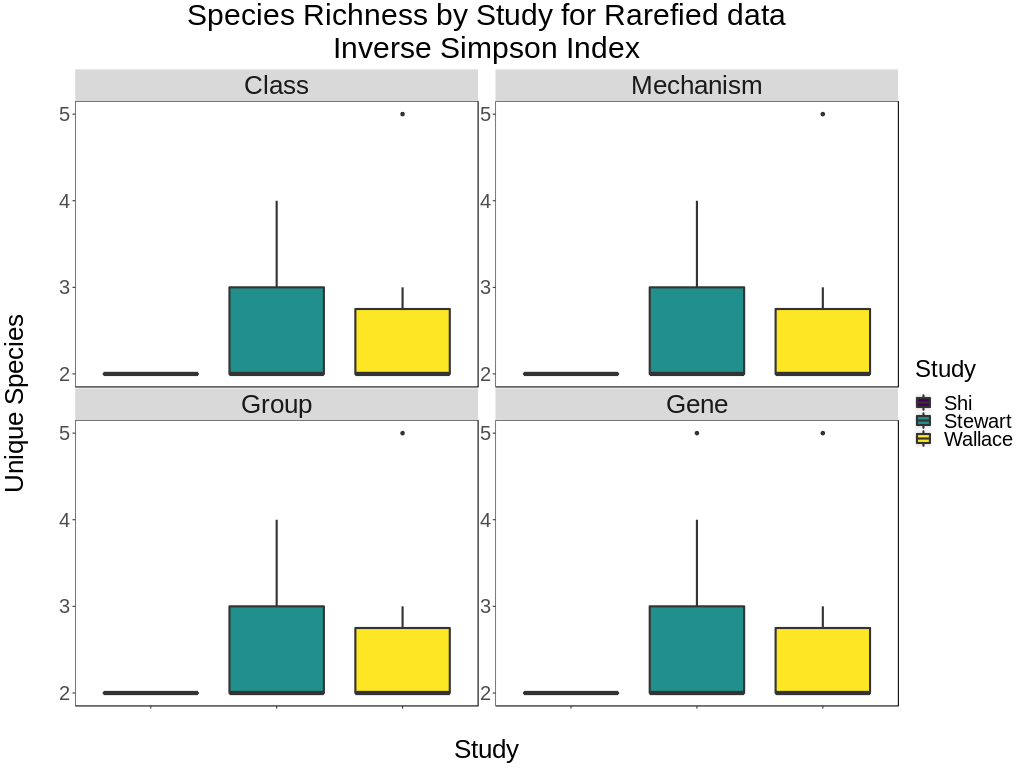 Species Richness by Study for Rarefied data
Inverse Simpson Index
Class
Mechanism
5
4
3
2
5
4
3
2
Group
Gene
5
4
3
2
5
4
3
2
Unique Species
Study
Study
Shi
Stewart
Wallace